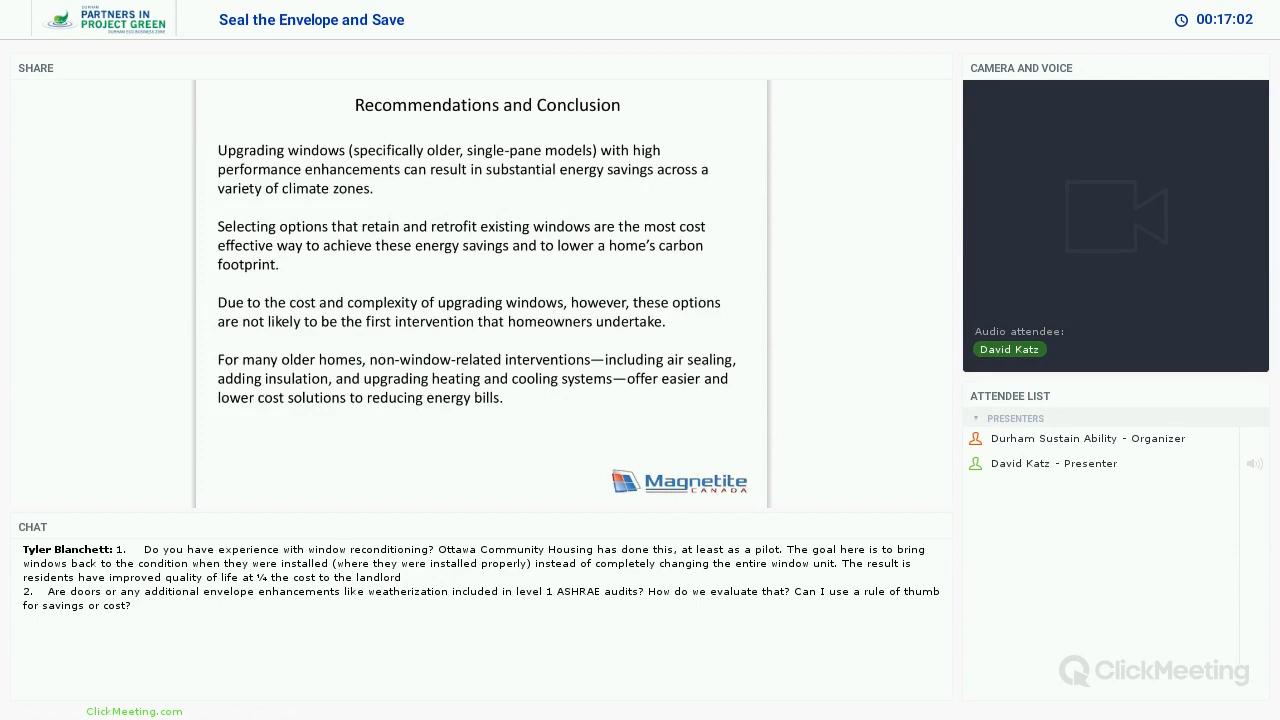 DURHAM
PARTNERS IN
PROJECT GREEN
DURHAM ECO BUSINESS ZONE
Seal the Envelope and Save
00:17:02
SHARE
Recommendations and Conclusion
Upgrading windows (specifically older, single-pane models) with high
performance enhancements can result in substantial energy savings across a
variety of climate zones.
Selecting options that retain and retrofit existing windows are the most cost
effective way to achieve these energy savings and to lower a home’s carbon
footprint.
Due to the cost and complexity of upgrading windows, however, these options
are not likely to be the first intervention that homeowners undertake.
For many older homes, non-window-related interventions—including air sealing,
adding insulation, and upgrading heating and cooling systems—offer easier and
lower cost solutions to reducing energy bills.
Magnetite
CANADA
CAMERA AND VOICE
Audio attendee:
David Katz
ATTENDEE LIST
PRESENTERS
Durham Sustain Ability - Organizer
David Katz - Presenter
CHAT
Tyler Blanchett: 1. Do you have experience with window reconditioning? Ottawa Community Housing has done this, at least as a pilot. The goal here is to bring
windows back to the condition when they were installed (where they were installed properly) instead of completely changing the entire window unit. The result is
residents have improved quality of life at ¼ the cost to the landlord
2. Are doors or any additional envelope enhancements like weatherization included in level 1 ASHRAE audits? How do we evaluate that? Can I use a rule of thumb
for savings or cost?
ClickMeeting
ClickMeeting.com